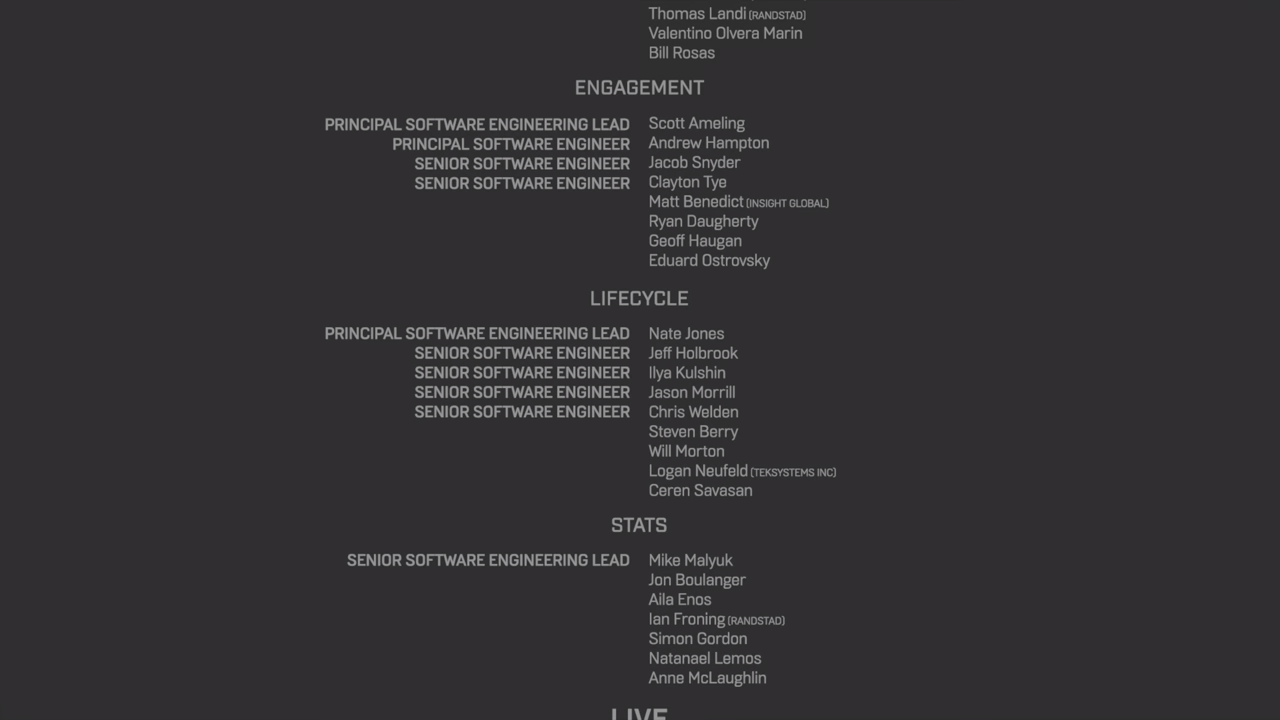 Thomas Landi (RANDSTAD)
Valentino Olvera Marin
Bill Rosas
ENGAGEMENT
PRINCIPAL SOFTWARE ENGINEERING LEAD Scott Ameling
PRINCIPAL SOFTWARE ENGINEER Andrew Hampton
SENIOR SOFTWARE ENGINEER Jacob Snyder
SENIOR SOFTWARE ENGINEER Clayton Tye
Matt Benedict (INSIGHT GLOBAL)
Ryan Daugherty
Geoff Haugan
Eduard Ostrovsky
LIFECYCLE
PRINCIPAL SOFTWARE ENGINEERING LEAD Nate Jones
SENIOR SOFTWARE ENGINEER Jeff Holbrook
SENIOR SOFTWARE ENGINEER Ilya Kulshin
SENIOR SOFTWARE ENGINEER Jason Morrill
SENIOR SOFTWARE ENGINEER Chris Welden
Steven Berry
Will Morton
Logan Neufeld (TEKSYSTEMS INC)
Ceren Savasan
STATS
SENIOR SOFTWARE ENGINEERING LEAD Mike Malyuk
Jon Boulanger
Aila Enos
Ian Froning (RANDSTAD)
Simon Gordon
Natanael Lemos
Anne McLaughlin
LIVE